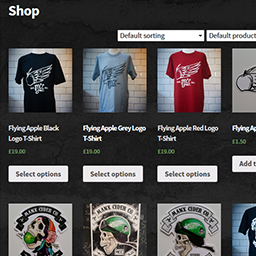 Shop
Default sorting
Default product
Flying Apple Black
Logo T-Shirt
£19.00
Select options
Flying Apple Grey Logo
T-Shirt
£19.00
Select options
Flying Apple Red Logo
T-Shirt
£19.00
Select options
Flying Ap
£1.50
Add t
MANX CIDER CO
MANX CIDER CO
MANX CIDER CO